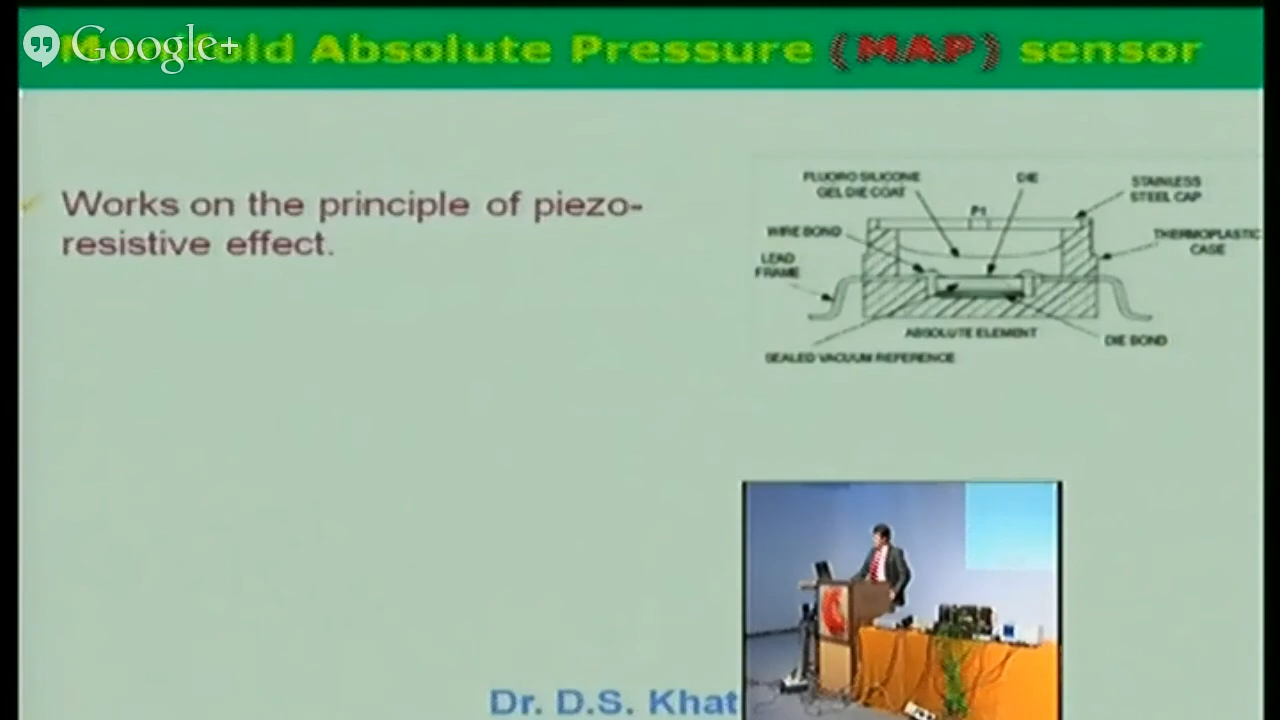 Google+
Manifold Absolute Pressure (MAP) sensor
Works on the principle of piezo-
resistive effect.
FLUORO SILICONE
GEL DIE COAT
DIE
STAINLESS
STEEL CAP
P1
WIRE BOND
THERMOPLASTIC
CASE
LEAD
FRAME
ABSOLUTE ELEMENT
DIE BOND
SEALED VACUUM REFERENCE
Dr. D.S. Khat